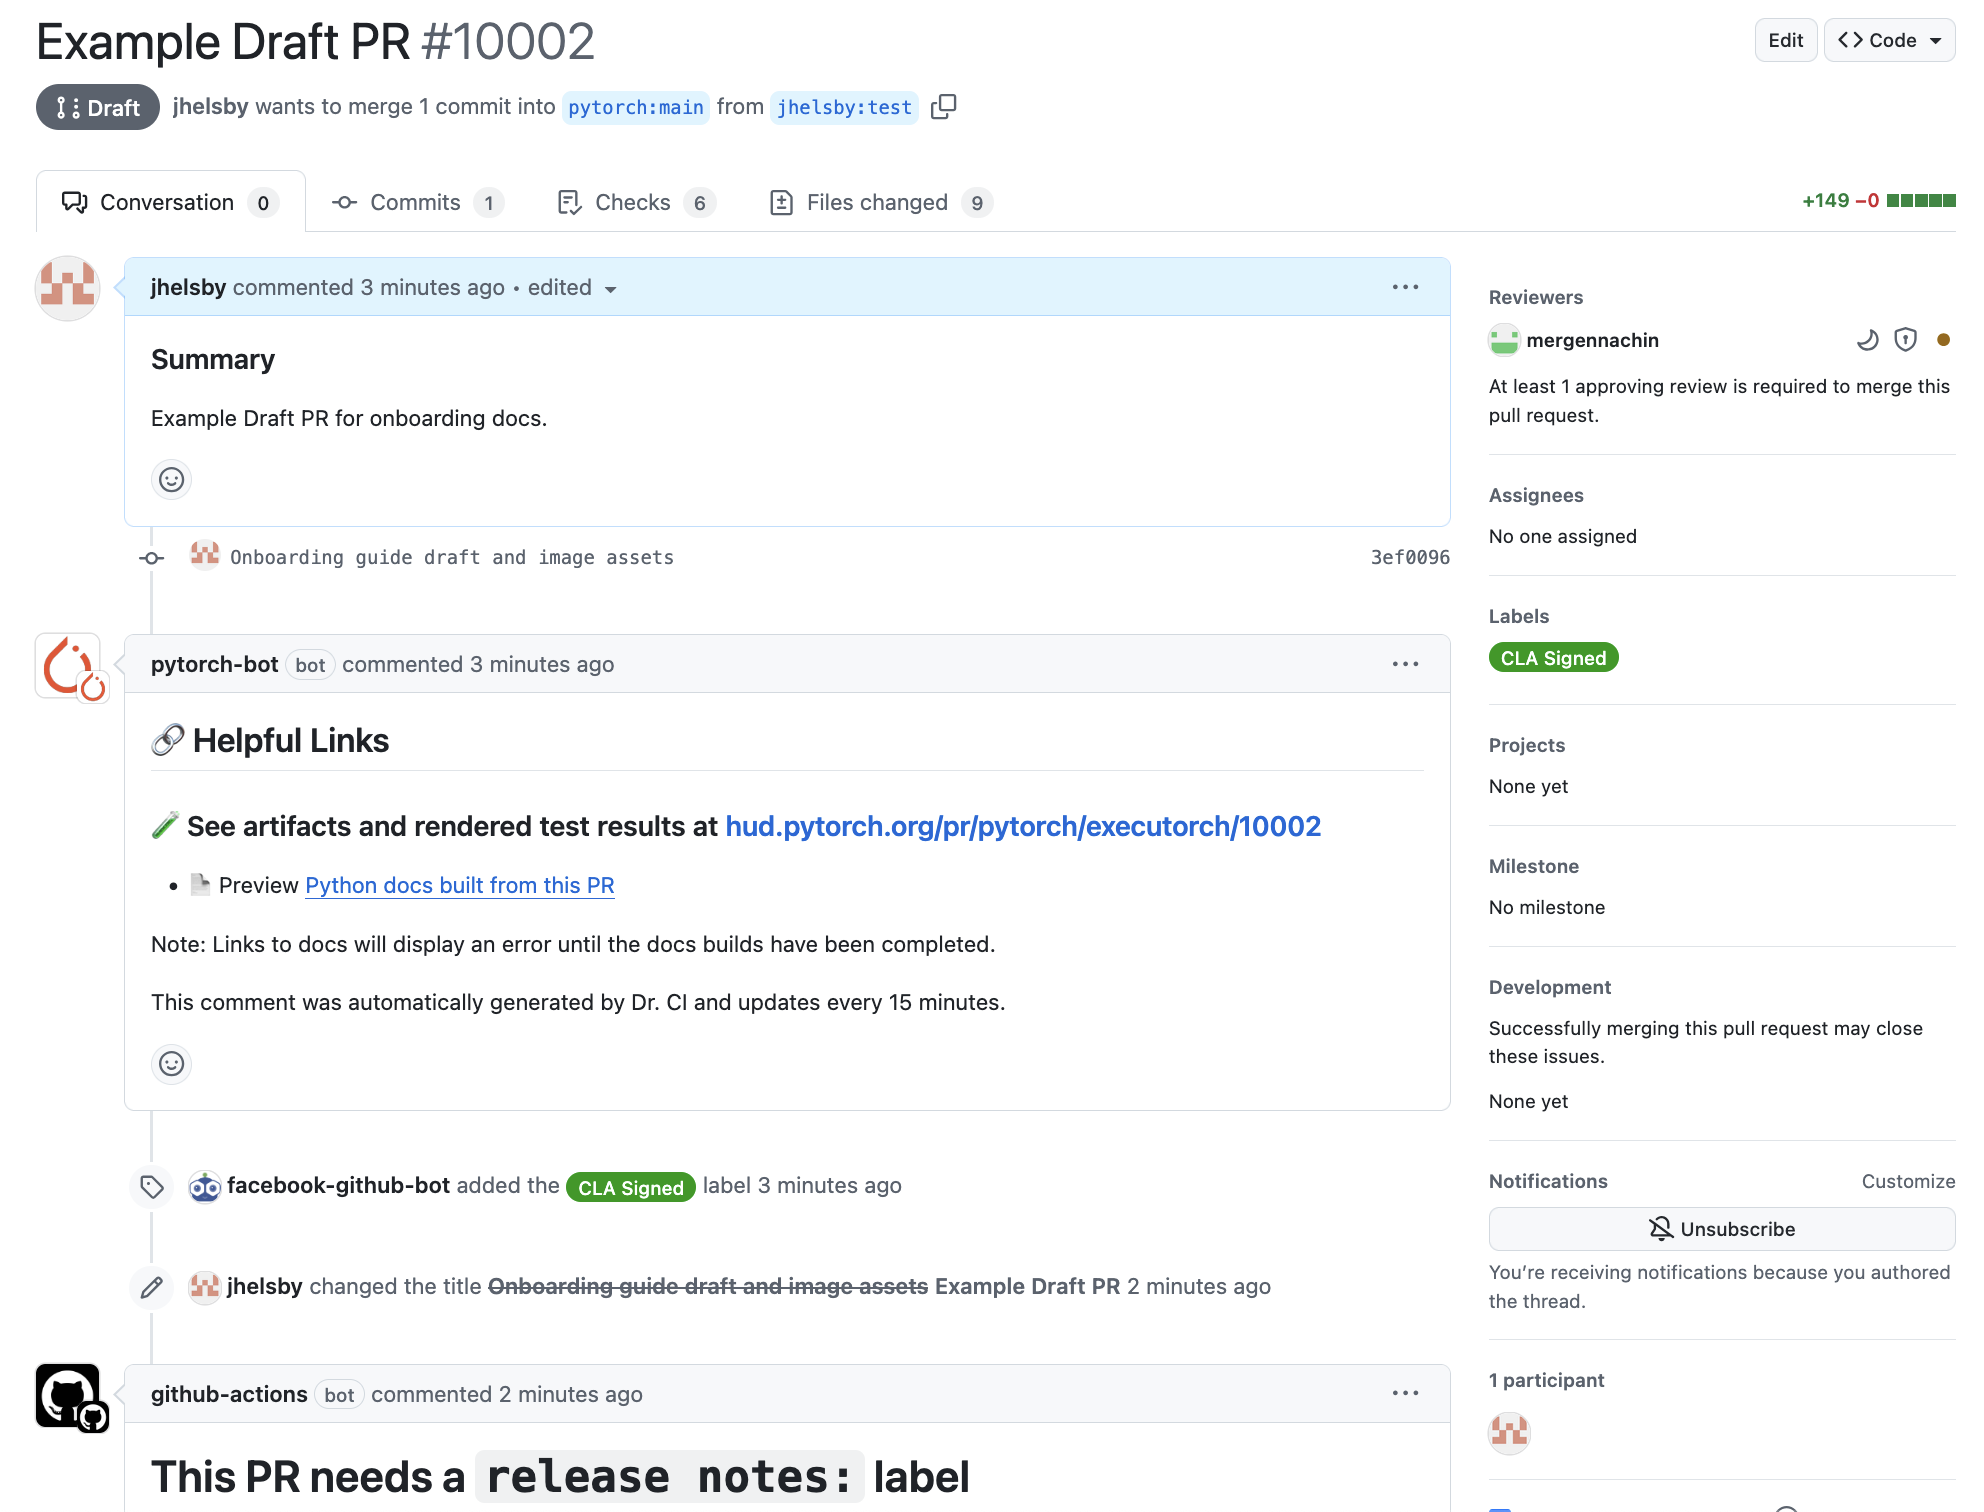 Example Draft PR #10002
Edit
Code
Draft
jhelsby wants to merge 1 commit into pytorch:main from jhelsby:test
Conversation 0
Commits 1
Checks 6
Files changed 9
+149 −0
jhelsby commented 3 minutes ago • edited
Summary
Example Draft PR for onboarding docs.
Onboarding guide draft and image assets
3ef0096
pytorch-bot bot commented 3 minutes ago
Helpful Links
See artifacts and rendered test results at hud.pytorch.org/pr/pytorch/executorch/10002
• Preview Python docs built from this PR
Note: Links to docs will display an error until the docs builds have been completed.
This comment was automatically generated by Dr. CI and updates every 15 minutes.
facebook-github-bot added the CLA Signed label 3 minutes ago
jhelsby changed the title Onboarding guide draft and image assets Example Draft PR 2 minutes ago
github-actions bot commented 2 minutes ago
This PR needs a release notes: label
Reviewers
mergennachin
At least 1 approving review is required to merge this
pull request.
Assignees
No one assigned
Labels
CLA Signed
Projects
None yet
Milestone
No milestone
Development
Successfully merging this pull request may close
these issues.
None yet
Notifications
Customize
Unsubscribe
You’re receiving notifications because you authored
the thread.
1 participant